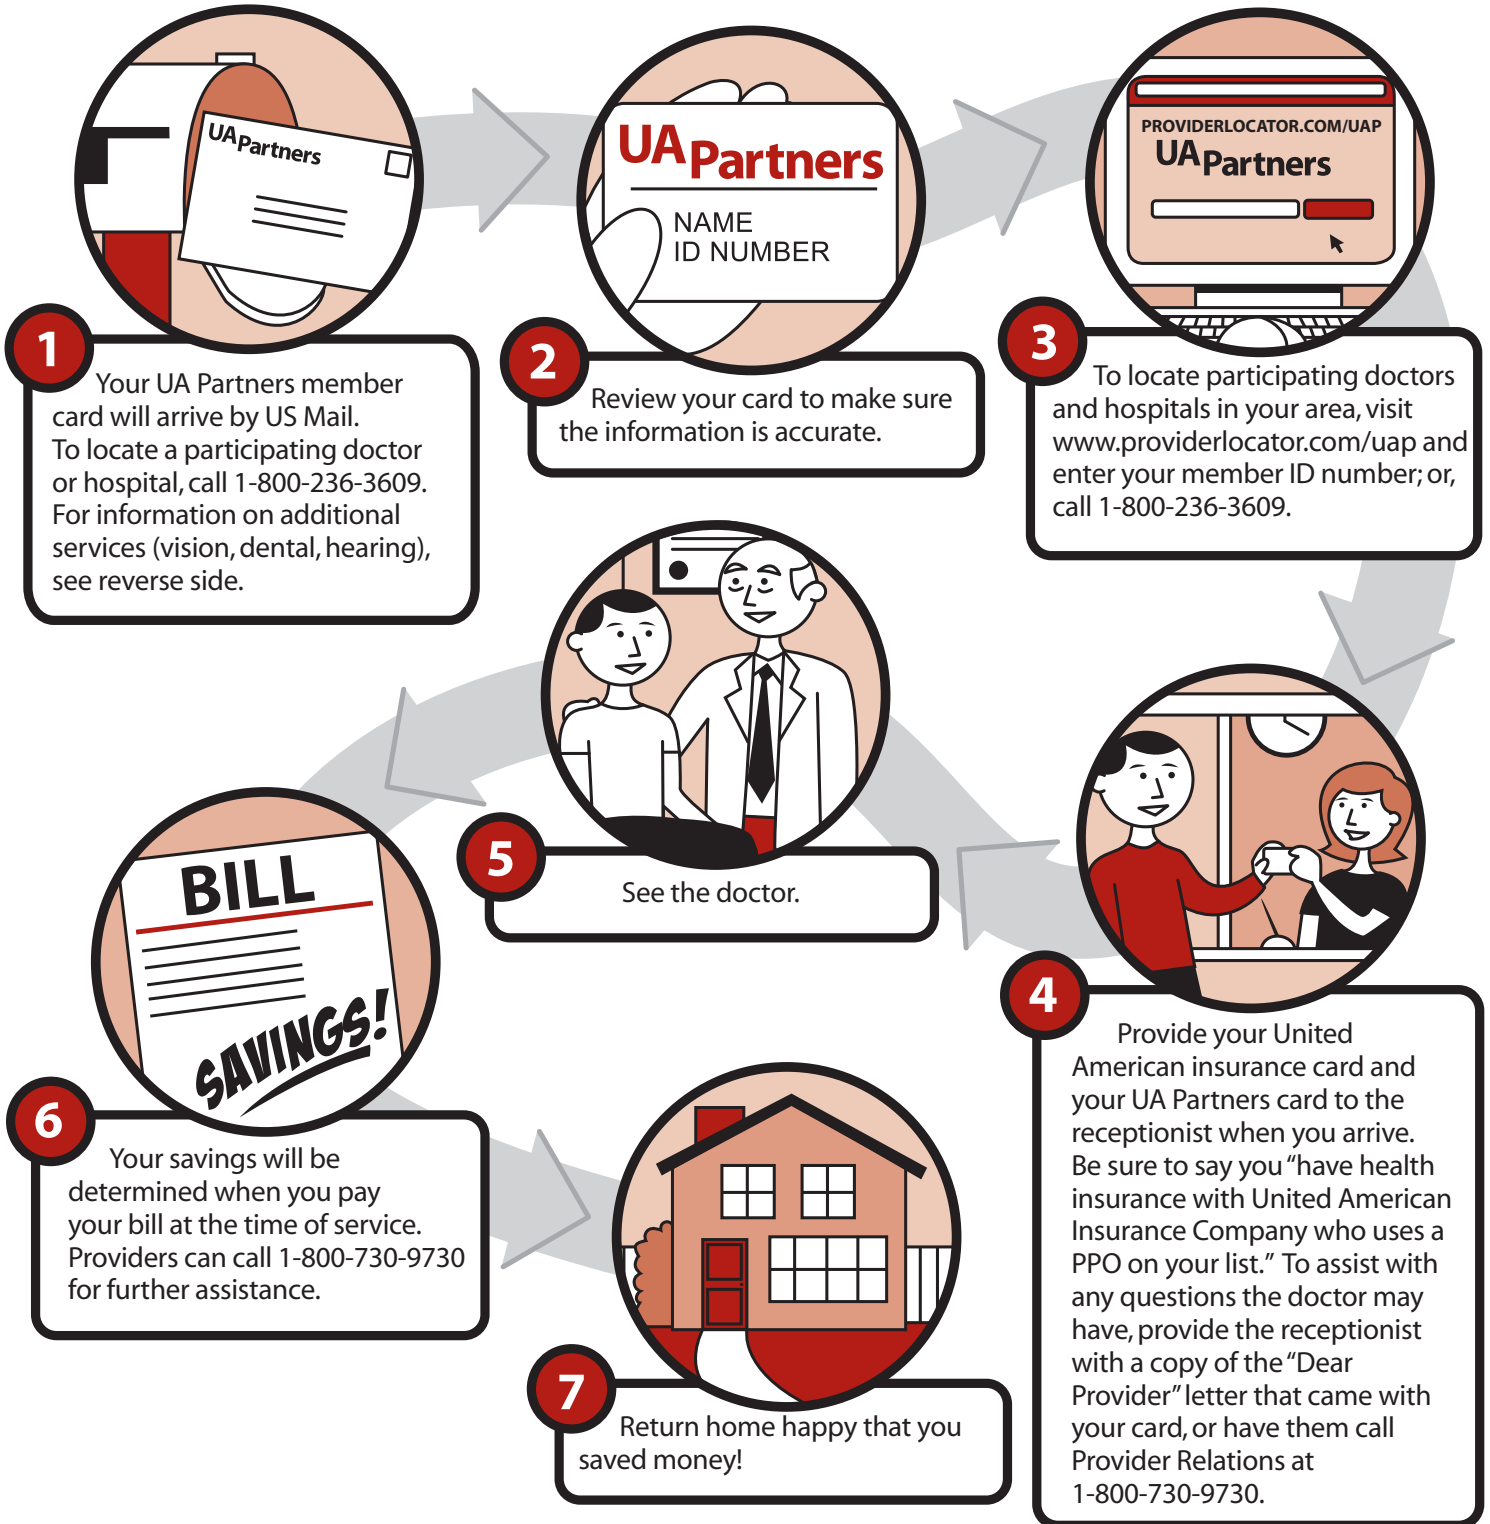 UA Partners
1
Your UA Partners member
card will arrive by US Mail.
To locate a participating doctor
or hospital, call 1-800-236-3609.
For information on additional
services (vision, dental, hearing),
see reverse side.
UA Partners
NAME
ID NUMBER
2
Review your card to make sure
the information is accurate.
PROVIDERLOCATOR.COM/UAP
UA Partners
3
To locate participating doctors
and hospitals in your area, visit
www.providerlocator.com/uap and
enter your member ID number; or,
call 1-800-236-3609.
4
Provide your United
American insurance card and
your UA Partners card to the
receptionist when you arrive.
Be sure to say you "have health
insurance with United American
Insurance Company who uses a
PPO on your list." To assist with
any questions the doctor may
have, provide the receptionist
with a copy of the "Dear
Provider" letter that came with
your card, or have them call
Provider Relations at
1-800-730-9730.
5
See the doctor.
BILL
SAVINGS!
6
Your savings will be
determined when you pay
your bill at the time of service.
Providers can call 1-800-730-9730
for further assistance.
7
Return home happy that you
saved money!